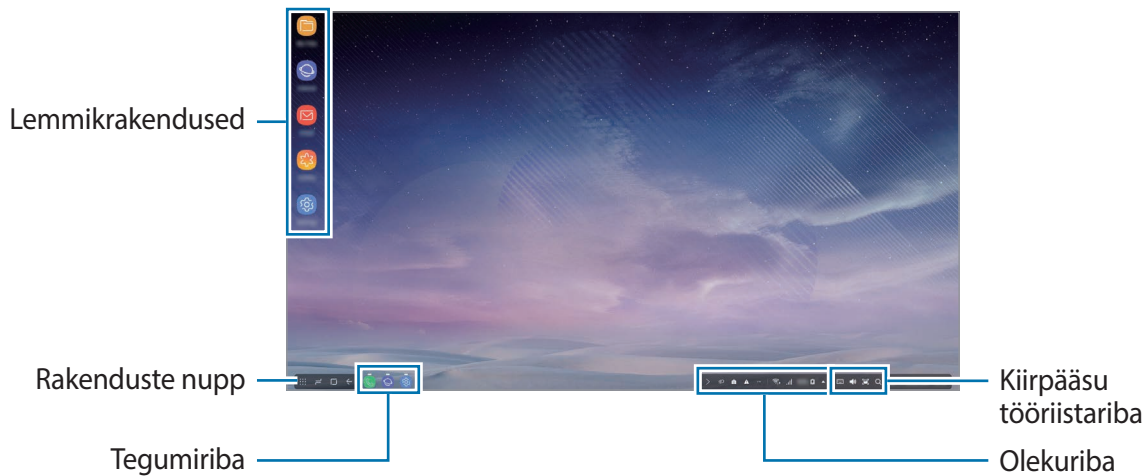 Lemmikrakendused
Rakenduste nupp
Tegumiriba
Kiirpääsu
tööriistariba
Olekuriba